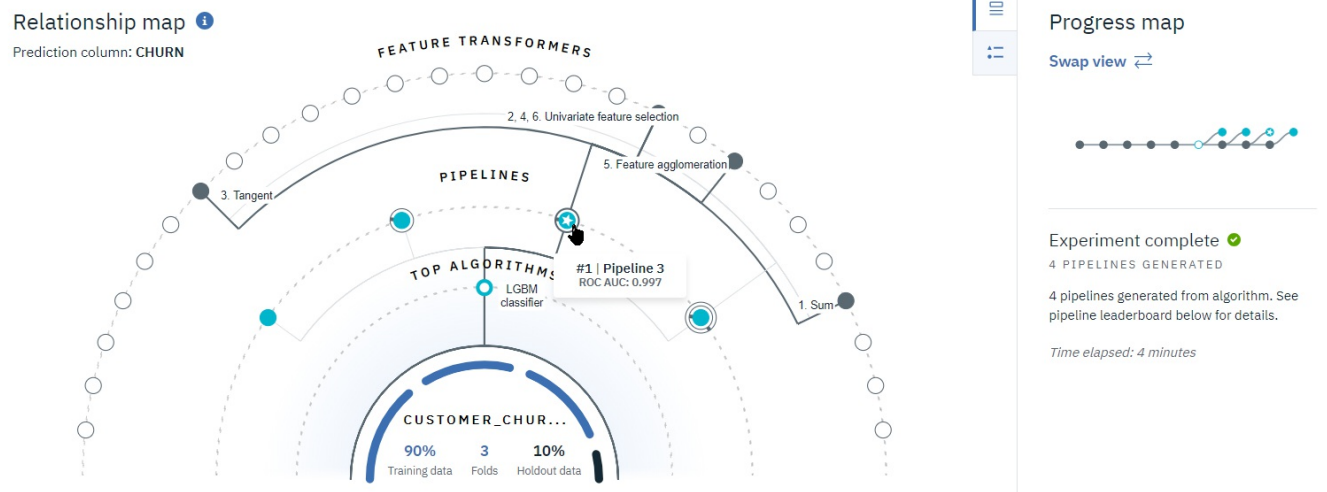 Relationship map
Prediction column: CHURN
FEATURE TRANSFORMERS
2, 4, 6. Univariate feature selection
5. Feature agglomeration
3. Tangent
PIPELINES
TOP ALGORITHMS
#1 | Pipeline 3
ROC AUC: 0.997
LGBM
classifier
1. Sum
CUSTOMER_CHUR...
90% 3 10%
Training data Folds Holdout data
Progress map
Swap view
Experiment complete
4 PIPELINES GENERATED
4 pipelines generated from algorithm. See
pipeline leaderboard below for details.
Time elapsed: 4 minutes